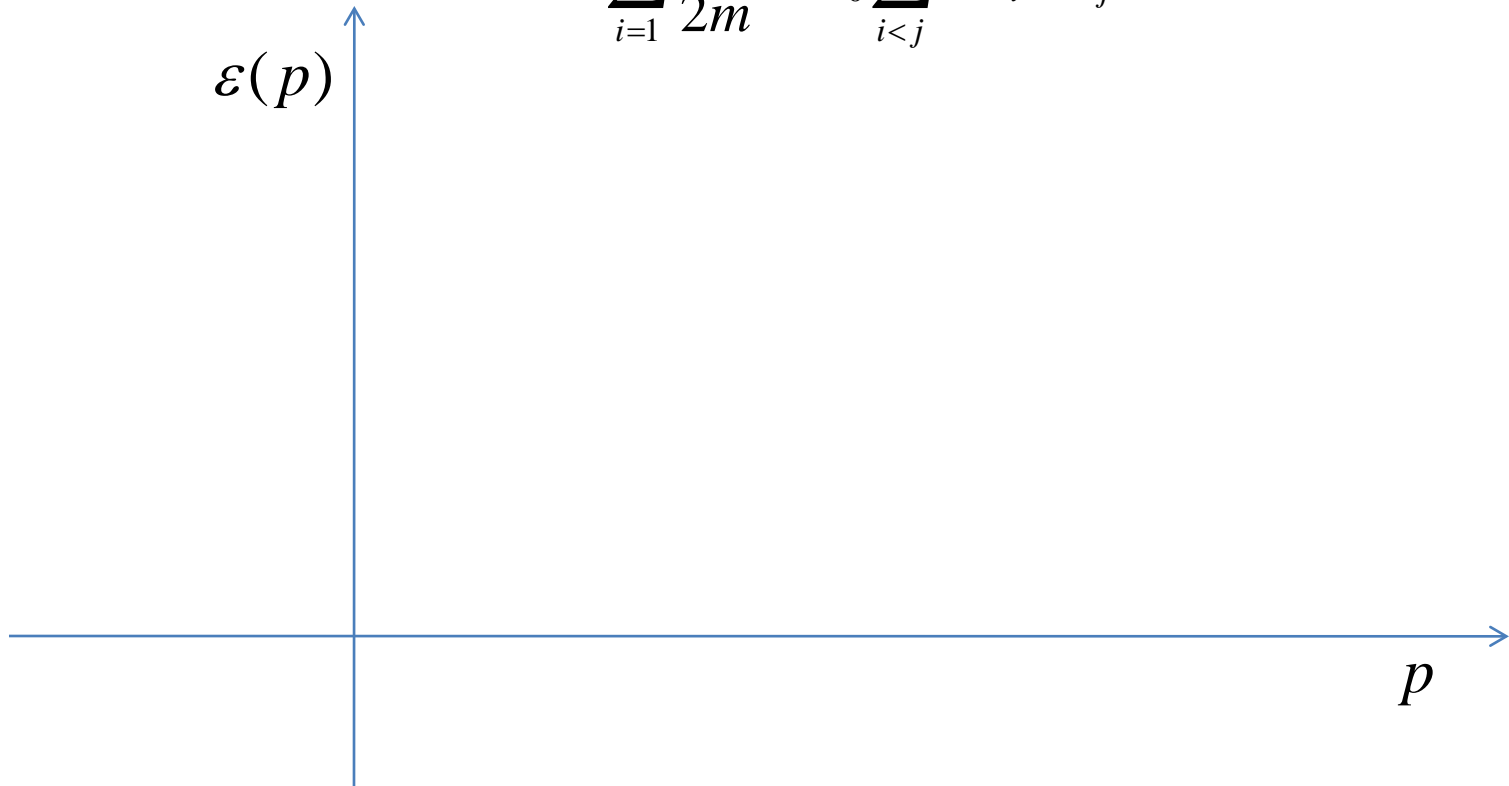 i=1 2m i<j j
ε(p)
p